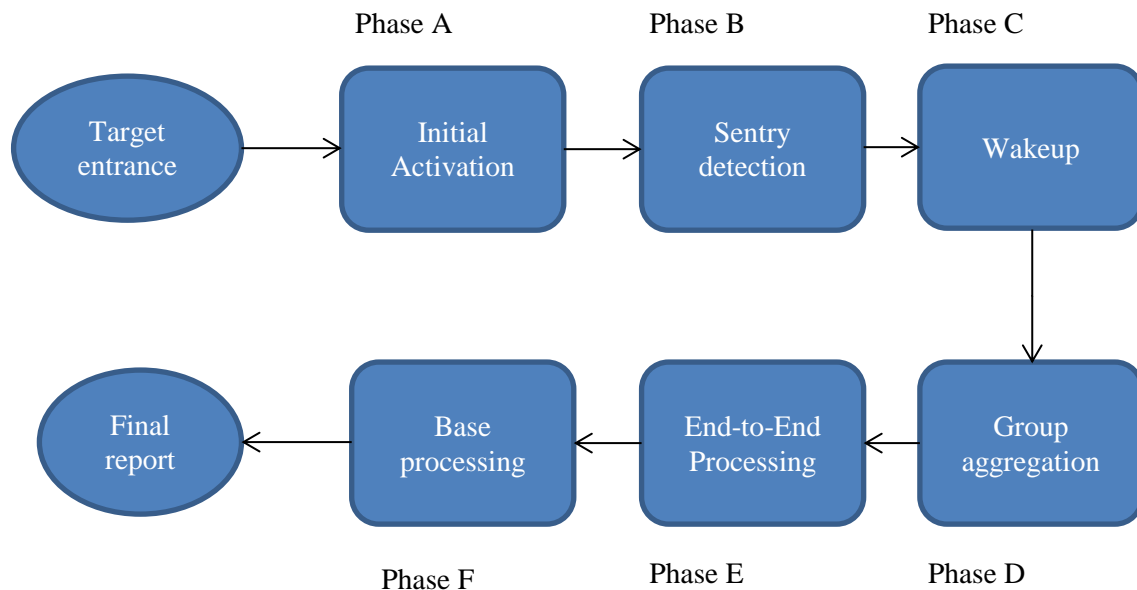 Phase A
Phase B
Phase C
Target
entrance
Initial
Activation
Sentry
detection
Wakeup
Final
report
Base
processing
End-to-End
Processing
Group
aggregation
Phase F
Phase E
Phase D